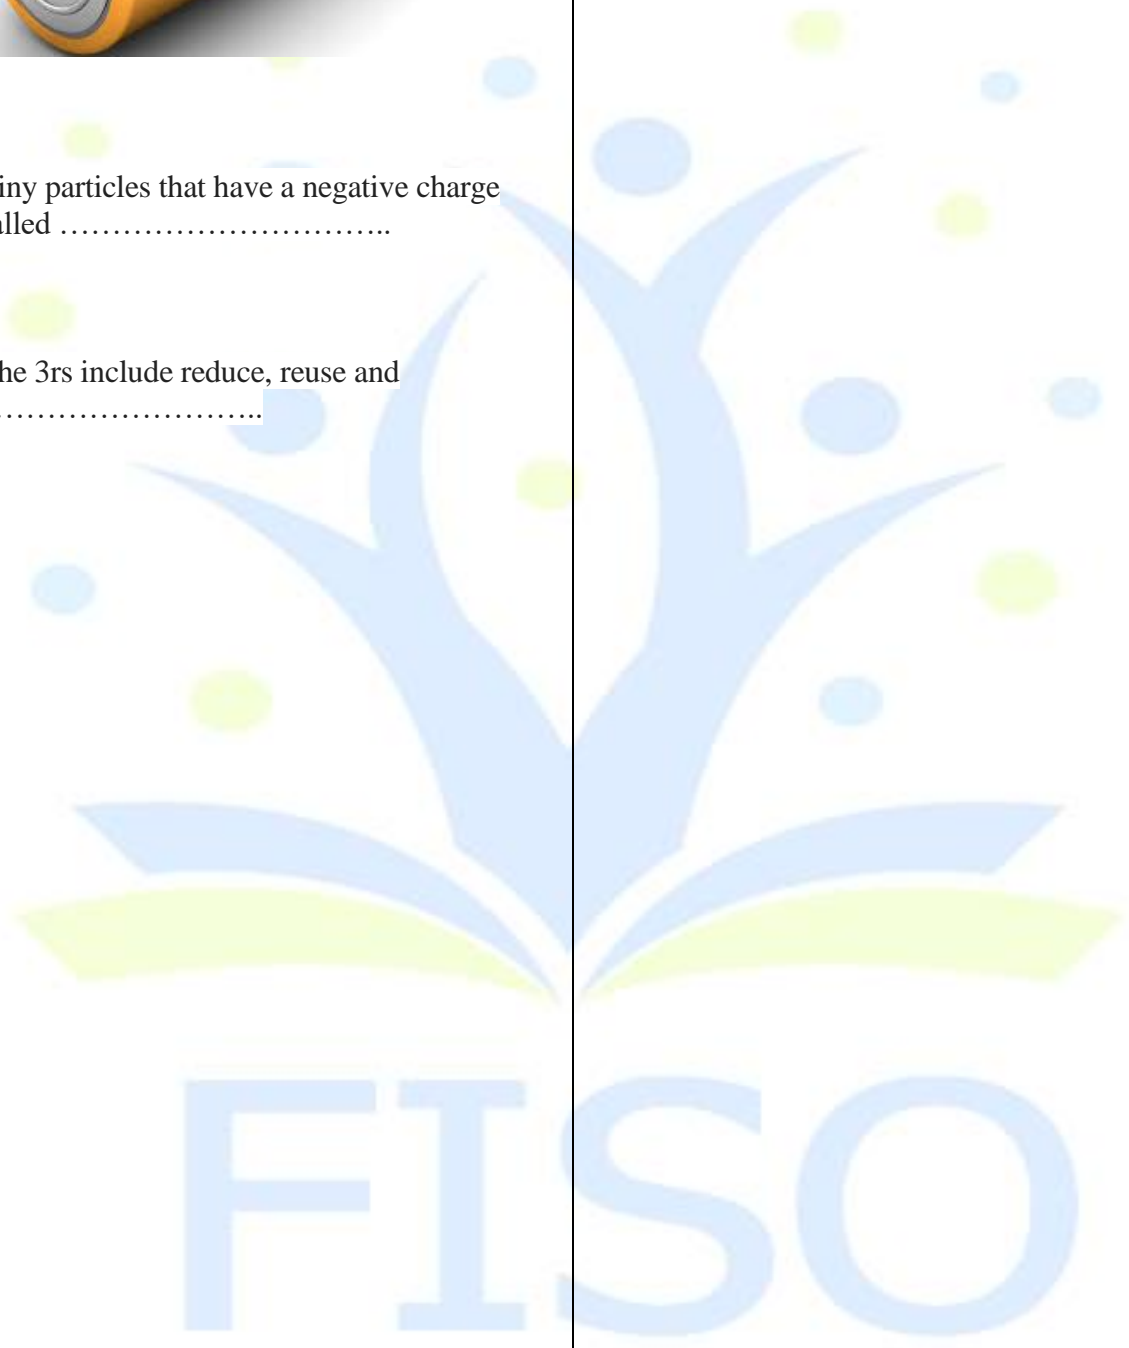 iny particles that have a negative charge
alled …………………………..
he 3rs include reduce, reuse and
……………………..
FISO